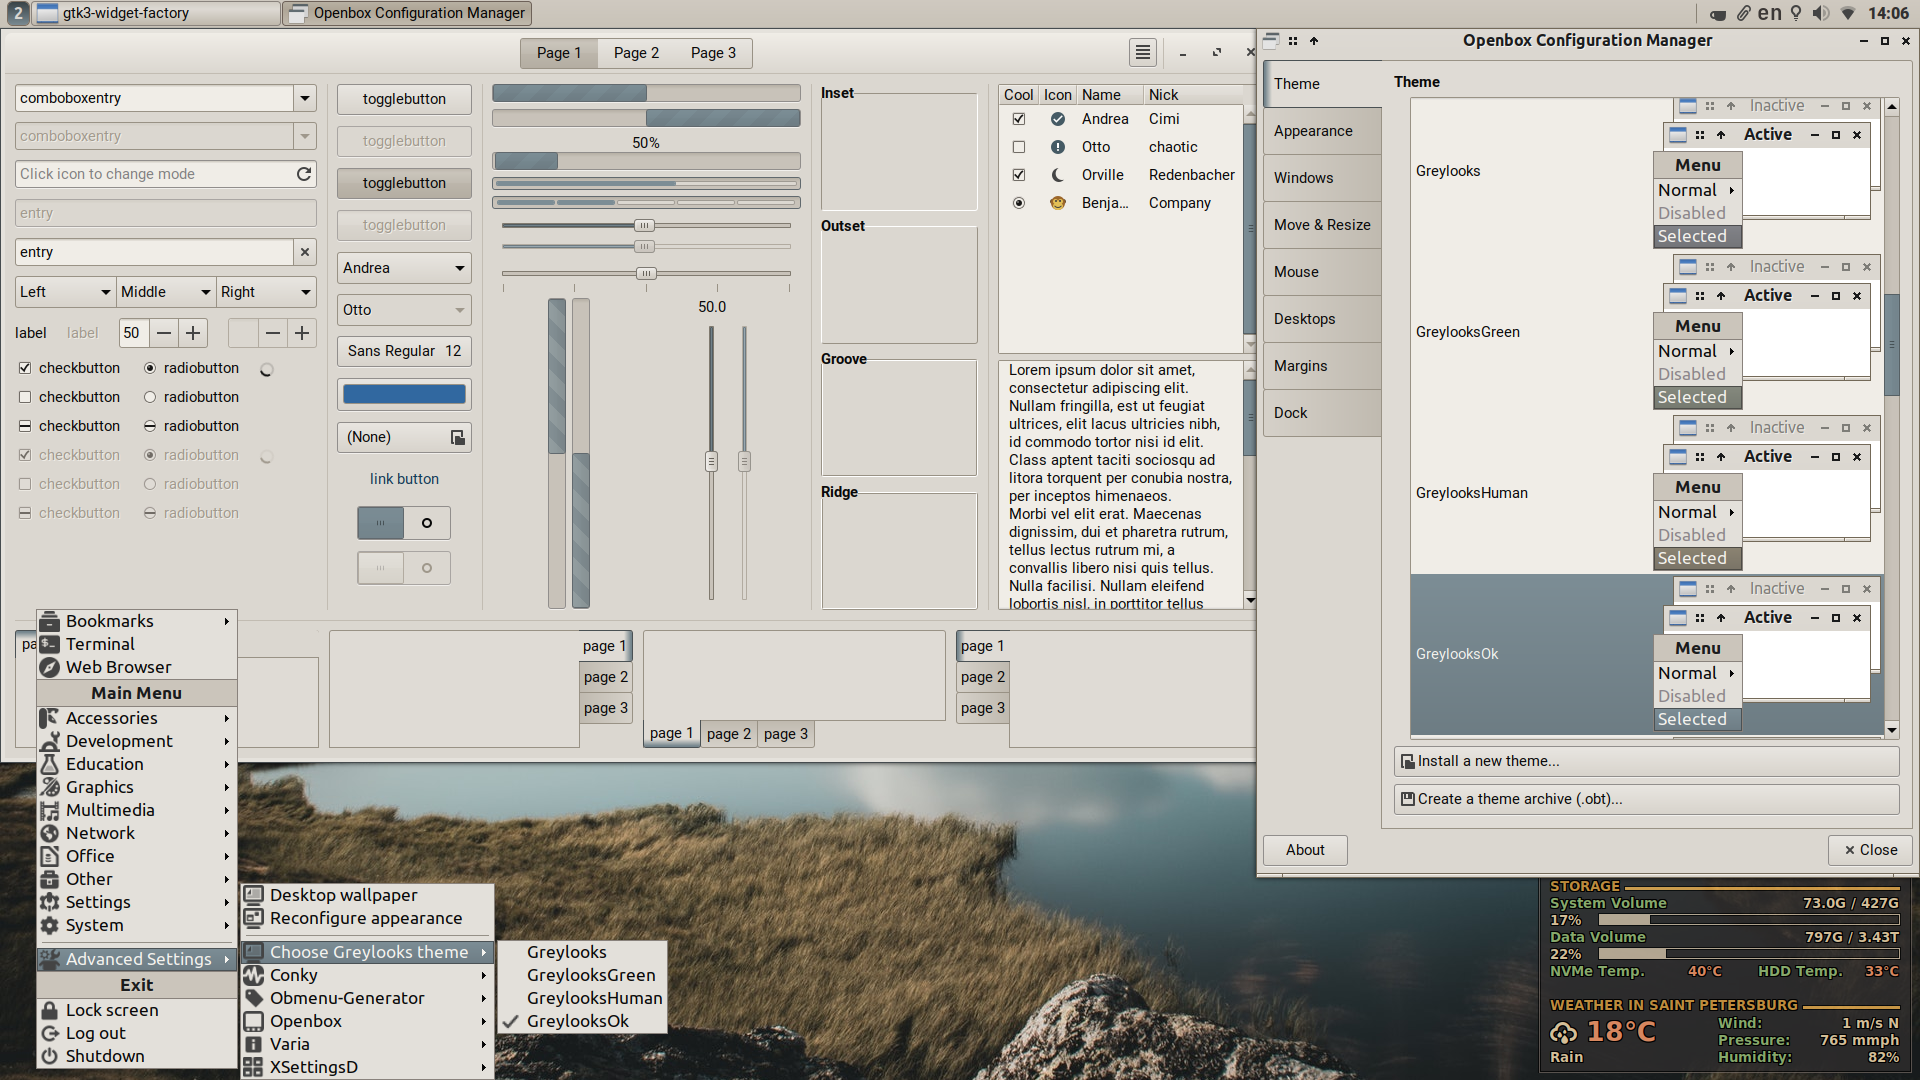 2 gtk3-widget-factory Openbox Configuration Manager en 14:06
Page 1 Page 2 Page 3
comboboxentry
comboboxentry
Click icon to change mode
entry
entry
Left Middle Right
label label 50
checkbutton radiobutton
checkbutton radiobutton
checkbutton radiobutton
checkbutton radiobutton
checkbutton radiobutton
checkbutton radiobutton
togglebutton
togglebutton
togglebutton
togglebutton
Andrea
Otto
Sans Regular 12
(None)
link button
50%
50.0
Inset
Outset
Groove
Ridge
Cool Icon Name Nick
Andrea Cimi
Otto chaotic
Orville Redenbacher
Benja... Company
Lorem ipsum dolor sit amet,
consectetur adipiscing elit.
Nullam fringilla, est ut feugiat
ultrices, elit lacus ultricies nibh,
id commodo tortor nisi id elit.
Class aptent taciti sociosqu ad
litora torquent per conubia nostra,
per inceptos himenaeos.
Morbi vel elit erat. Maecenas
dignissim, dui et pharetra rutrum,
tellus lectus rutrum mi, a
convallis libero nisi quis tellus.
Nulla facilisi. Nullam eleifend
lobortis nisl, in porttitor tellus
pa
page 1
page 2
page 3
page 1 page 2 page 3
page 1
page 2
page 3
Openbox Configuration Manager
Theme
Appearance
Windows
Move & Resize
Mouse
Desktops
Margins
Dock
Theme
Greylooks
Inactive
Active
Menu
Normal
Disabled
Selected
GreylooksGreen
Inactive
Active
Menu
Normal
Disabled
Selected
GreylooksHuman
Inactive
Active
Menu
Normal
Disabled
Selected
GreylooksOk
Inactive
Active
Menu
Normal
Disabled
Selected
Install a new theme...
Create a theme archive (.obt)...
About Close
Bookmarks
Terminal
Web Browser
Main Menu
Accessories
Development
Education
Graphics
Multimedia
Network
Office
Other
Settings
System
Advanced Settings
Exit
Lock screen
Log out
Shutdown
Desktop wallpaper
Reconfigure appearance
Choose Greylooks theme
Conky
Obmenu-Generator
Openbox
Varia
XSettingsD
Greylooks
GreylooksGreen
GreylooksHuman
GreylooksOk
STORAGE
System Volume 73.0G / 427G
17%
Data Volume 797G / 3.43T
22%
NVMe Temp. 40°C HDD Temp. 33°C
WEATHER IN SAINT PETERSBURG
18°C
Rain
Wind: 1 m/s N
Pressure: 765 mmph
Humidity: 82%